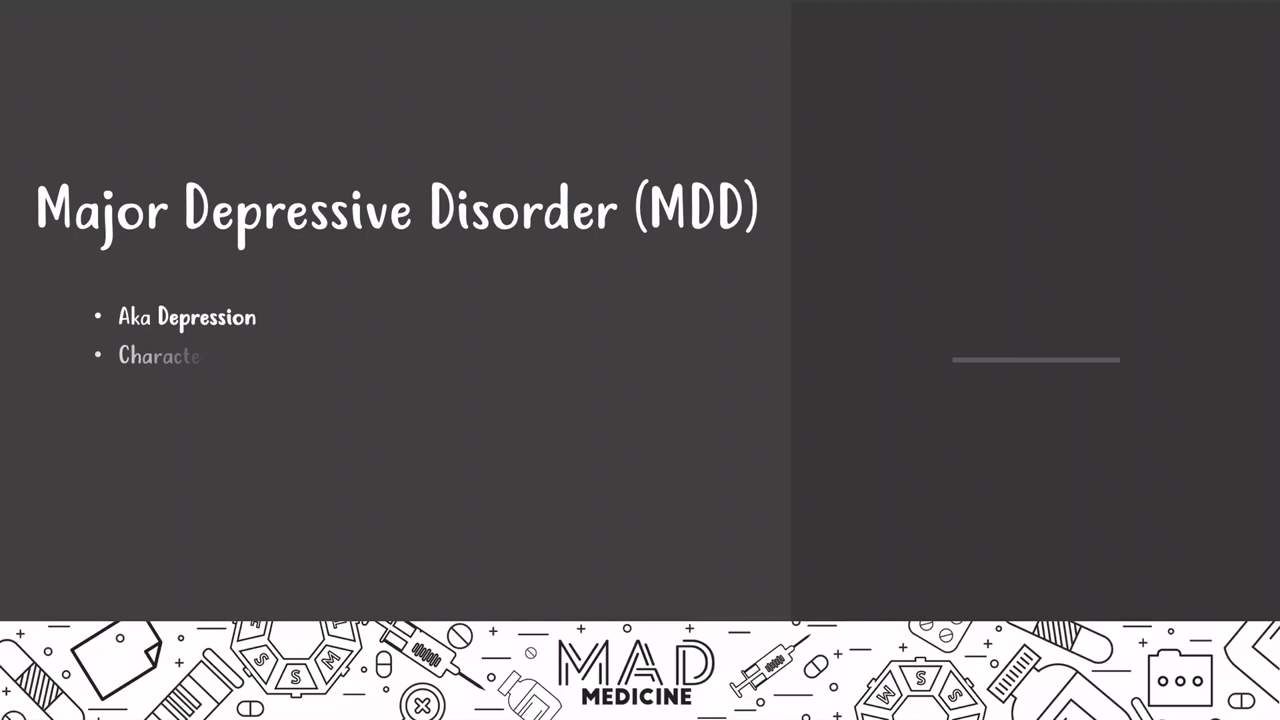 Major Depressive Disorder (MDD)
• Aka Depression
• Characte
MAD
MEDICINE